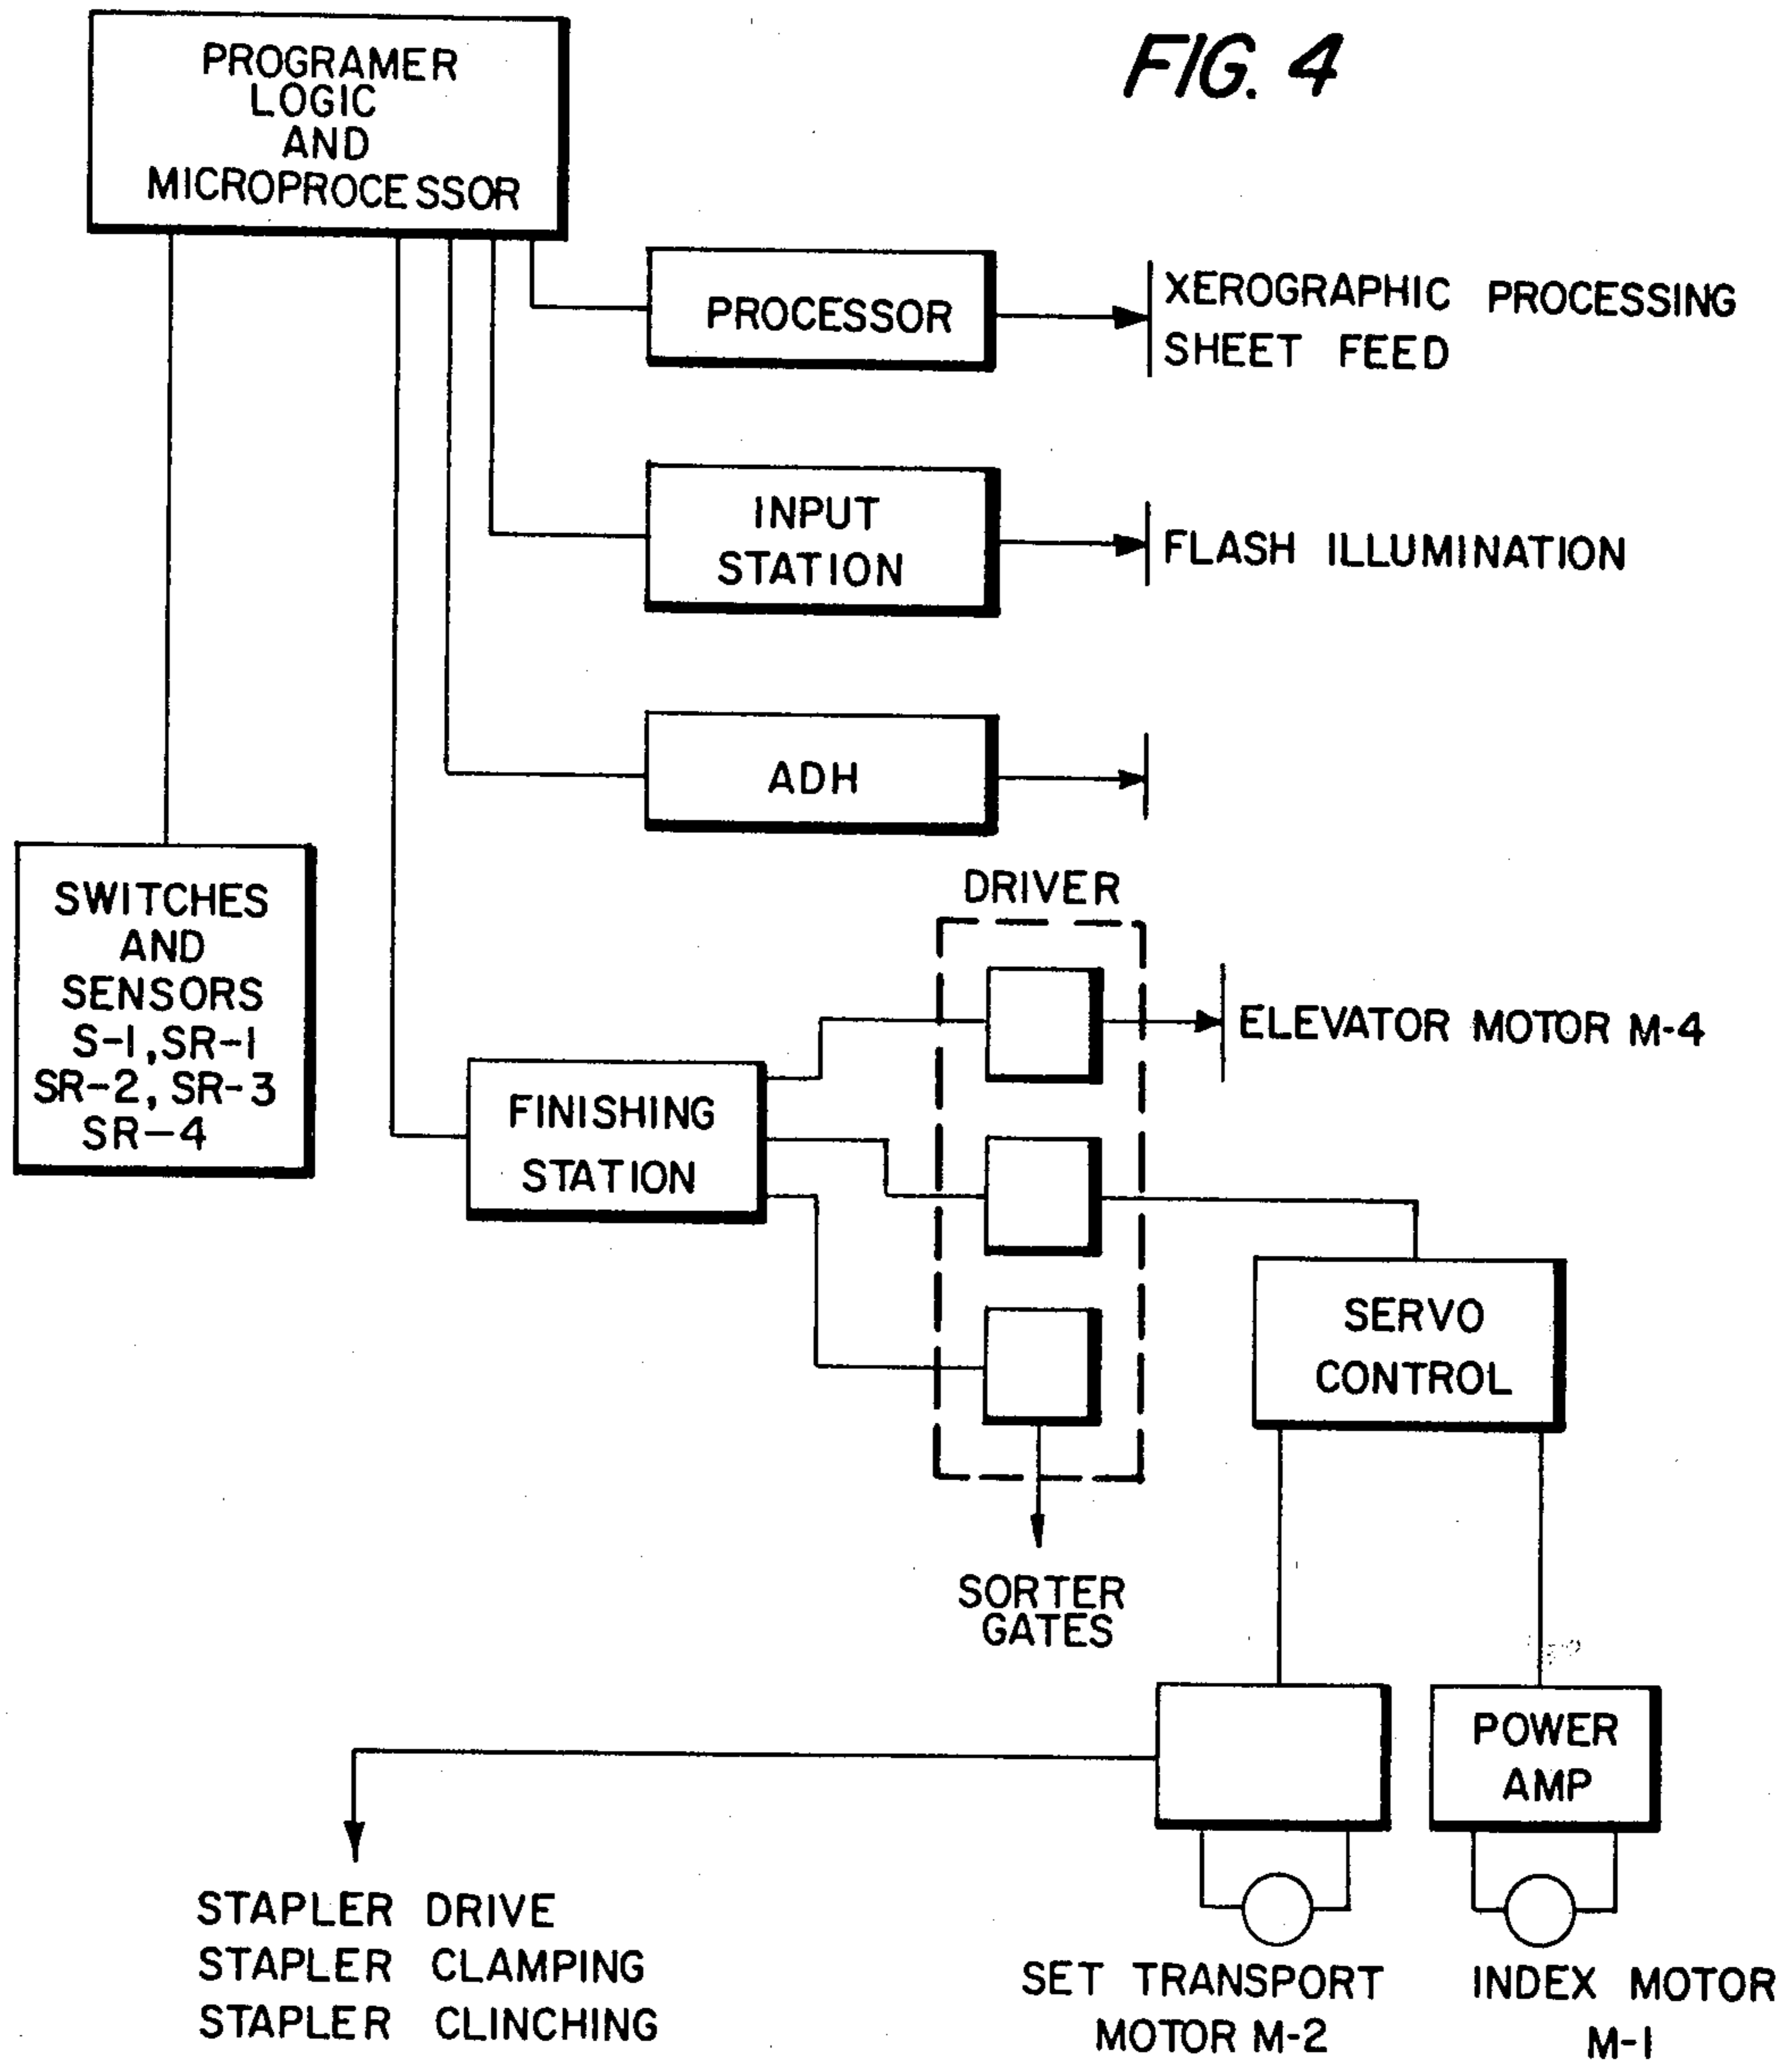 FIG. 4
PROGRAMER
LOGIC
AND
MICROPROCESSOR
PROCESSOR
XEROGRAPHIC PROCESSING
SHEET FEED
INPUT
STATION
FLASH ILLUMINATION
ADH
SWITCHES
AND
SENSORS
S-1, SR-1
SR-2, SR-3
SR-4
DRIVER
ELEVATOR MOTOR M-4
FINISHING
STATION
SERVO
CONTROL
SORTER
GATES
POWER
AMP
STAPLER DRIVE
STAPLER CLAMPING
STAPLER CLINCHING
SET TRANSPORT
MOTOR M-2
INDEX MOTOR
M-1